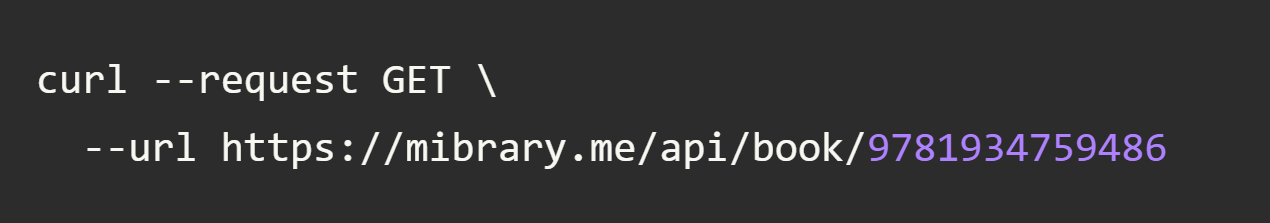 curl --request GET \
--url https://mibrary.me/api/book/9781934759486